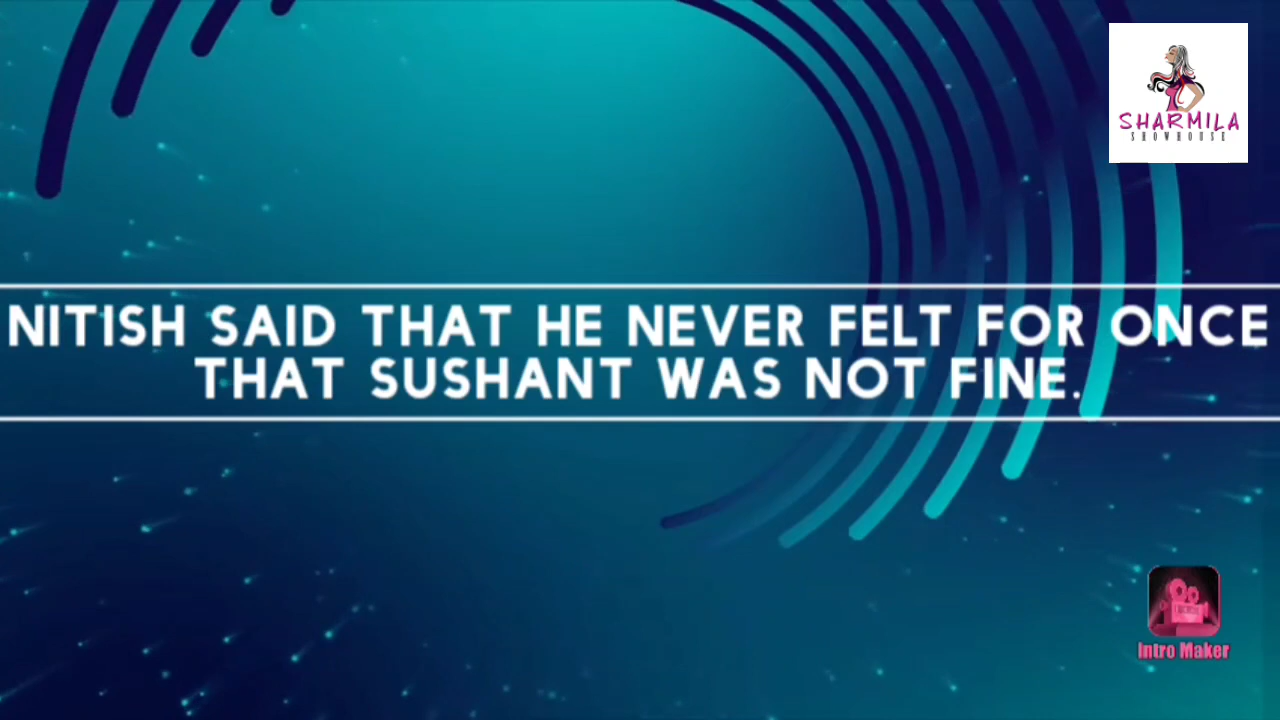 SHARMILA
SHOWHOUSE
NITISH SAID THAT HE NEVER FELT FOR ONCE
THAT SUSHANT WAS NOT FINE.
Intro Maker